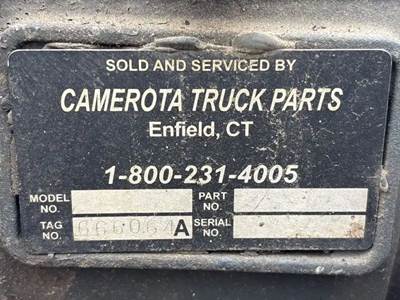 SOLD AND SERVICED BY
CAMEROTA TRUCK PARTS
Enfield, CT
1-800-231-4005
MODEL NO.
PART NO.
TAG NO. 666064 A
SERIAL NO.